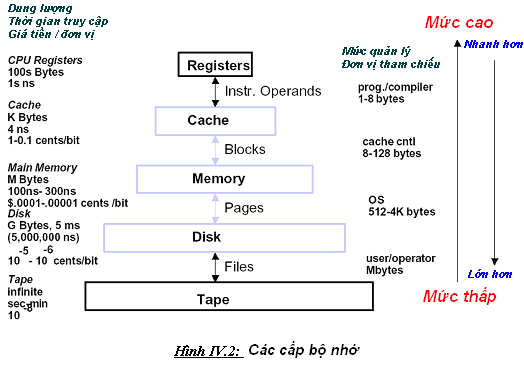 Dung lượng
Thời gian truy cập
Giá tiền / đơn vị
Mức cao
Mức quản lý
Đơn vị tham chiếu
Nhanh hơn
CPU Registers
100s Bytes
1s ns
Registers
Instr. Operands
prog./compiler
1-8 bytes
Cache
K Bytes
4 ns
1-0.1 cents/bit
Cache
Blocks
cache cntl
8-128 bytes
Main Memory
M Bytes
100ns- 300ns
$.0001-.00001 cents /bit
Memory
Pages
OS
512-4K bytes
Disk
G Bytes, 5 ms
(5,000,000 ns)
10 -5 - 10 -6 cents/bit
Disk
Files
user/operator
Mbytes
Lớn hơn
Tape
infinite
sec-min
10 -8
Tape
Mức thấp
Hình IV.2: Các cấp bộ nhớ